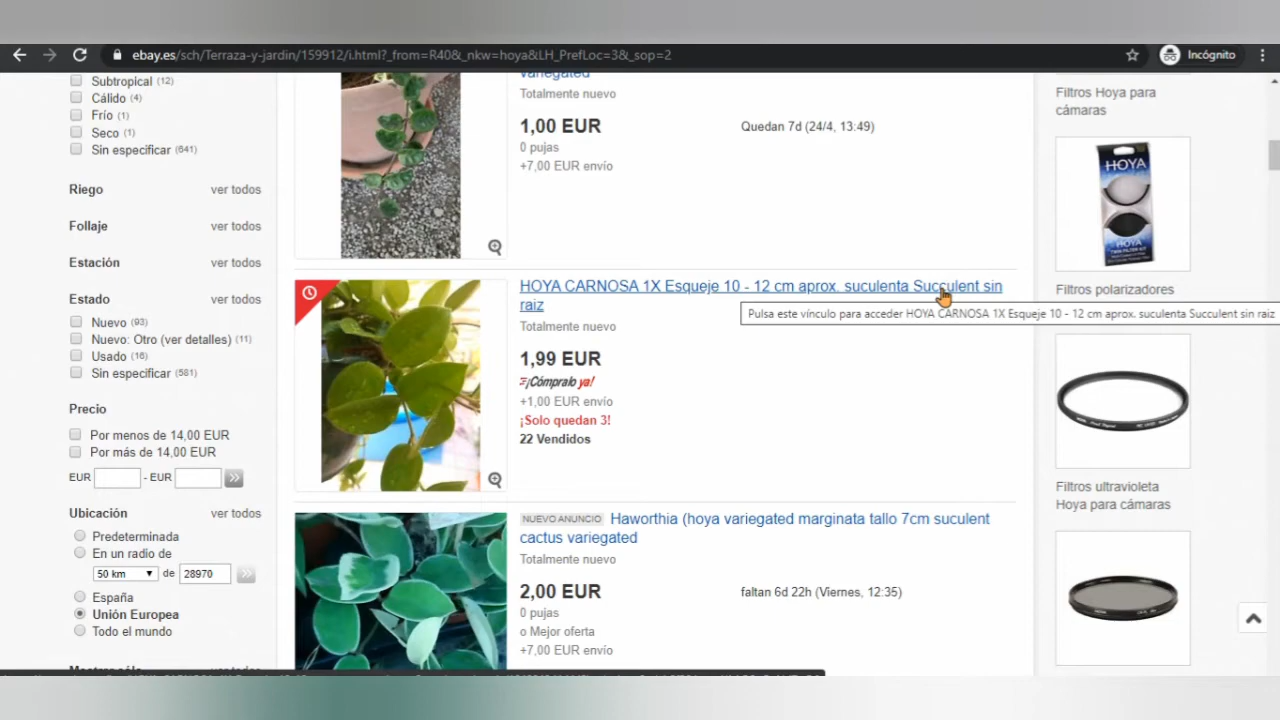 ebay.es/sch/Terraza-y-jardin/159912/i.html?_from=R40&_nkw=hoya&LH_PrefLoc=3&_sop=2
Incógnito
Subtropical (12)
Cálido (4)
Frío (1)
Seco (1)
Sin especificar (641)
Riego ver todos
Follaje ver todos
Estación ver todos
Estado ver todos
Nuevo (93)
Nuevo: Otro (ver detalles) (11)
Usado (16)
Sin especificar (581)
Precio
Por menos de 14,00 EUR
Por más de 14,00 EUR
EUR - EUR
Ubicación ver todos
Predeterminada
En un radio de
50 km de 28970
España
Unión Europea
Todo el mundo
Mostrar sólo ver todos
variegated
Totalmente nuevo
1,00 EUR
Quedan 7d (24/4, 13:49)
0 pujas
+7,00 EUR envío
HOYA CARNOSA 1X Esqueje 10 - 12 cm aprox. suculenta Succulent sin
raiz
Pulsa este vínculo para acceder HOYA CARNOSA 1X Esqueje 10 - 12 cm aprox. suculenta Succulent sin raiz
Totalmente nuevo
1,99 EUR
¡Cómpralo ya!
+1,00 EUR envío
¡Solo quedan 3!
22 Vendidos
NUEVO ANUNCIO Haworthia (hoya variegated marginata tallo 7cm suculent
cactus variegated
Totalmente nuevo
2,00 EUR
faltan 6d 22h (Viernes, 12:35)
0 pujas
o Mejor oferta
+7,00 EUR envío
Filtros Hoya para
cámaras
HOYA
HOYA
Filtros polarizadores
Filtros ultravioleta
Hoya para cámaras